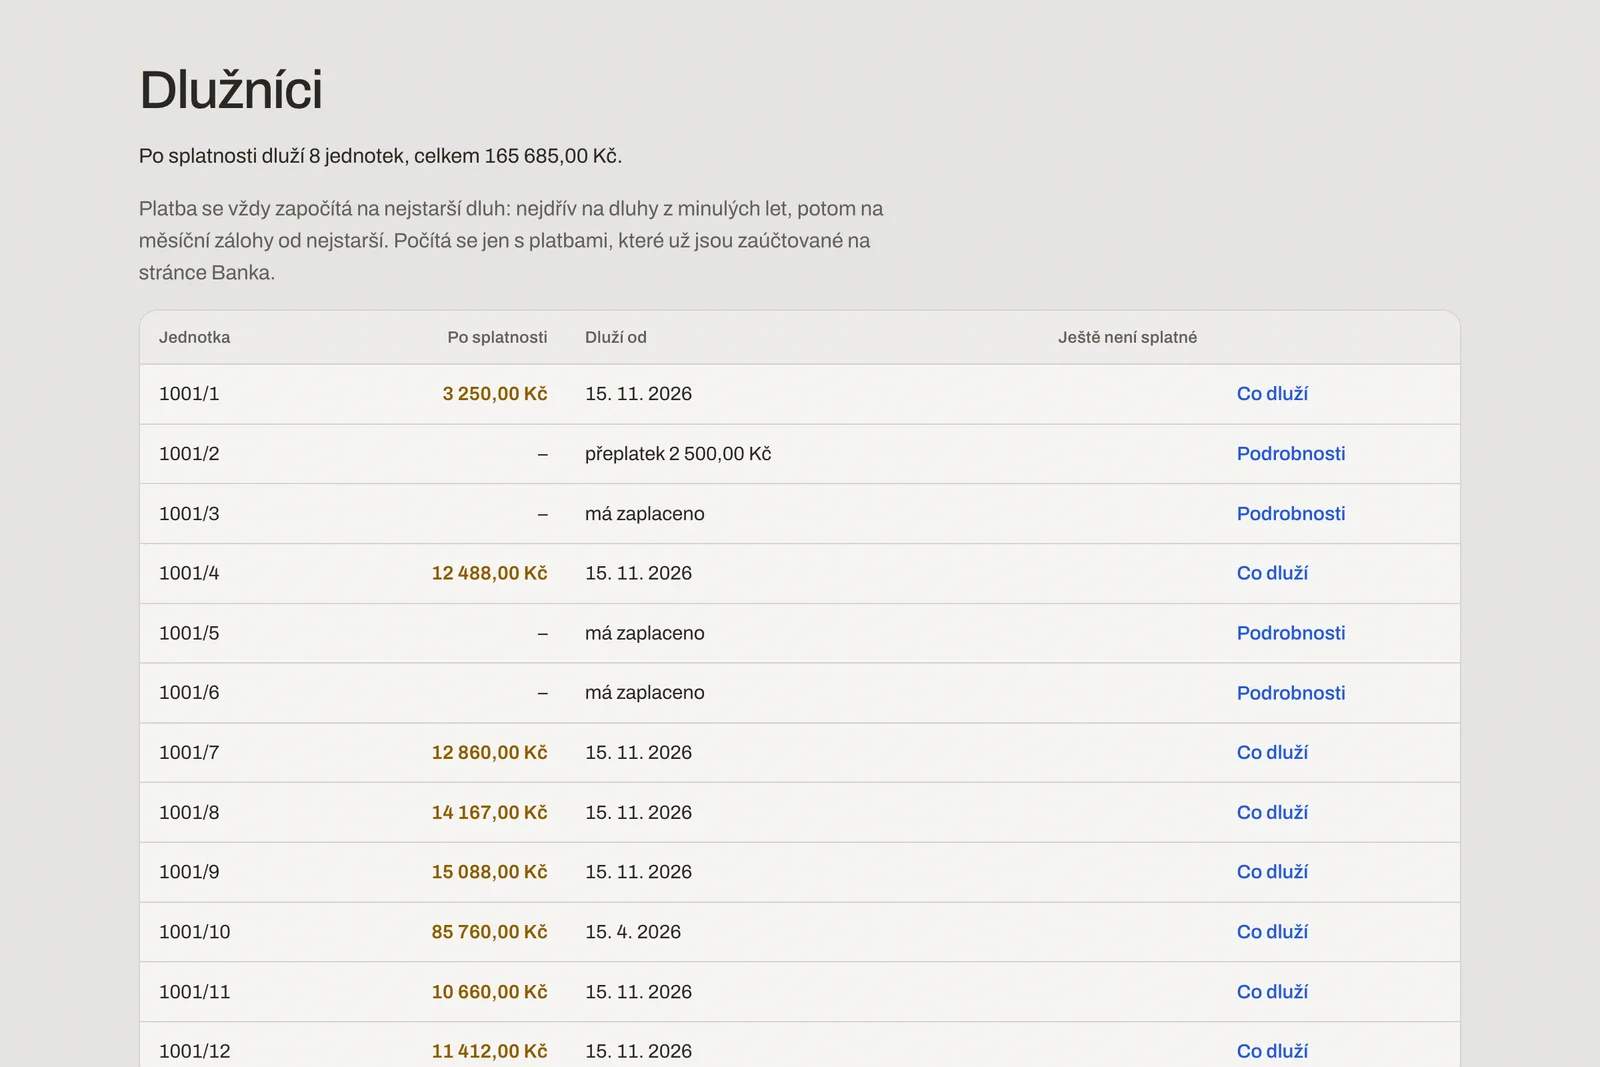 Dlužníci
Po splatnosti dluží 8 jednotek, celkem 165 685,00 Kč.
Platba se vždy započítá na nejstarší dluh: nejdřív na dluhy z minulých let, potom na
měsíční zálohy od nejstarší. Počítá se jen s platbami, které už jsou zaúčtované na
stránce Banka.
Jednotka Po splatnosti Dluží od Ještě není splatné
1001/1 3 250,00 Kč 15. 11. 2026 Co dluží
1001/2 – přeplatek 2 500,00 Kč Podrobnosti
1001/3 – má zaplaceno Podrobnosti
1001/4 12 488,00 Kč 15. 11. 2026 Co dluží
1001/5 – má zaplaceno Podrobnosti
1001/6 – má zaplaceno Podrobnosti
1001/7 12 860,00 Kč 15. 11. 2026 Co dluží
1001/8 14 167,00 Kč 15. 11. 2026 Co dluží
1001/9 15 088,00 Kč 15. 11. 2026 Co dluží
1001/10 85 760,00 Kč 15. 4. 2026 Co dluží
1001/11 10 660,00 Kč 15. 11. 2026 Co dluží
1001/12 11 412,00 Kč 15. 11. 2026 Co dluží